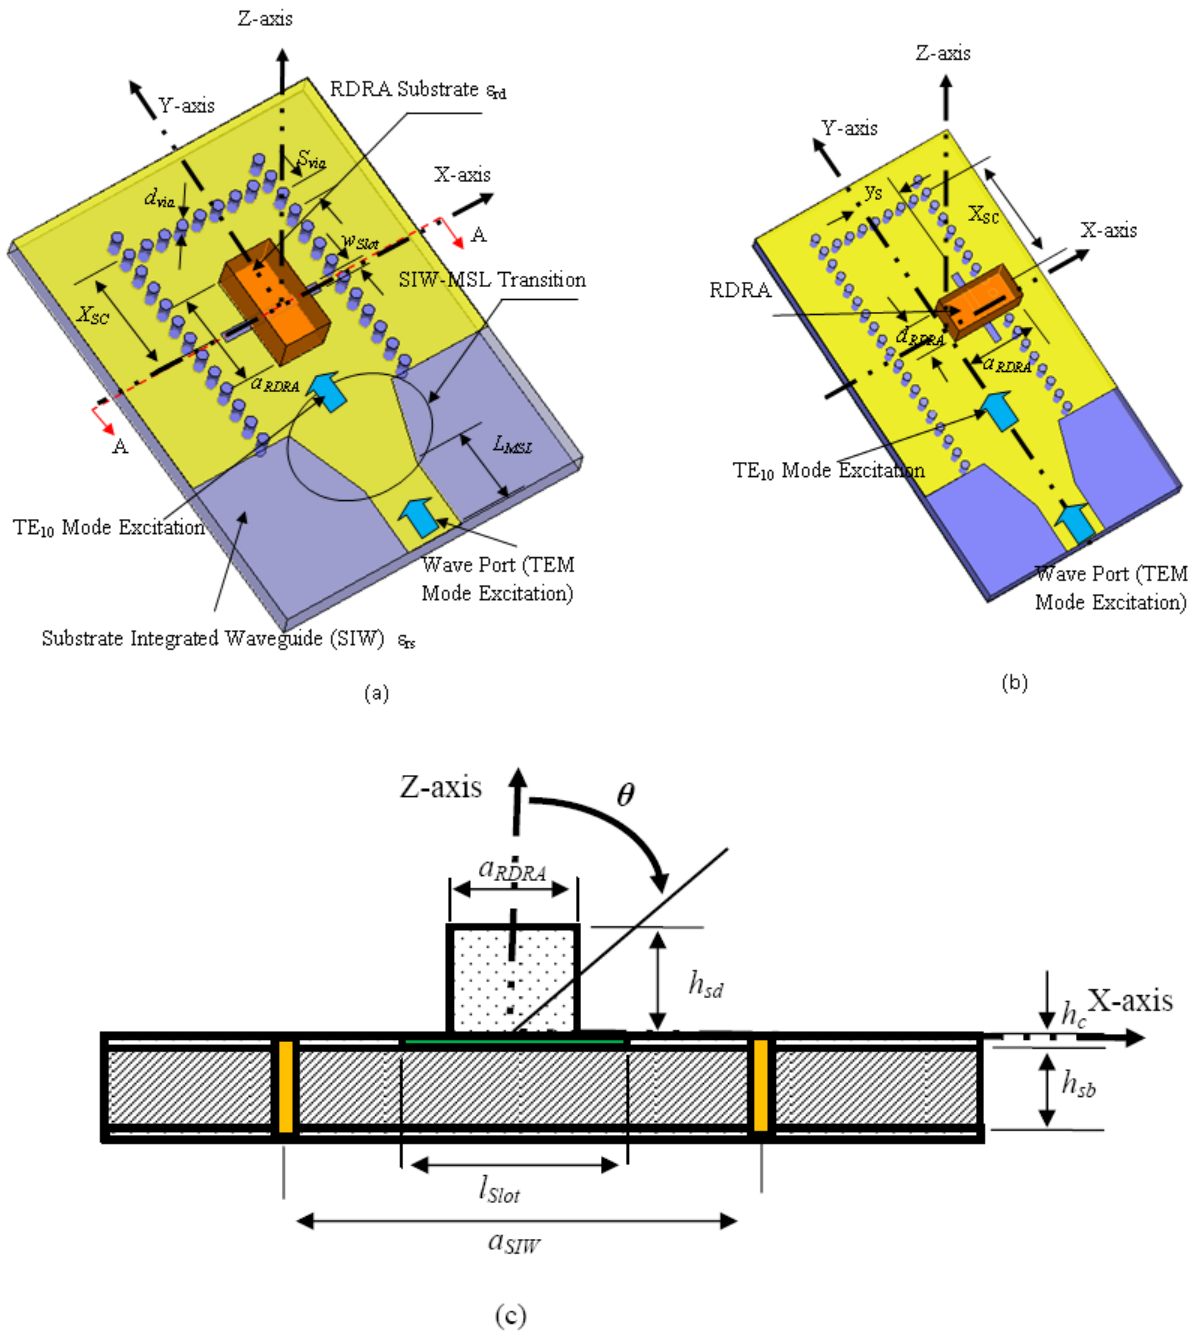 Z-axis
RDRA Substrate εrd
Y-axis
Svia
X-axis
dvia
A
wSlot
SIW-MSL Transition
XSC
aRDRA
A
LMSL
TE10 Mode Excitation
Wave Port (TEM
Mode Excitation)
Substrate Integrated Waveguide (SIW) εrs
(a)
Z-axis
Y-axis
ys
XSC
X-axis
RDRA
dRDRA
aRDRA
TE10 Mode Excitation
Wave Port (TEM
Mode Excitation)
(b)
Z-axis
θ
aRDRA
hsd
hc
X-axis
hsb
lSlot
aSIW
(c)